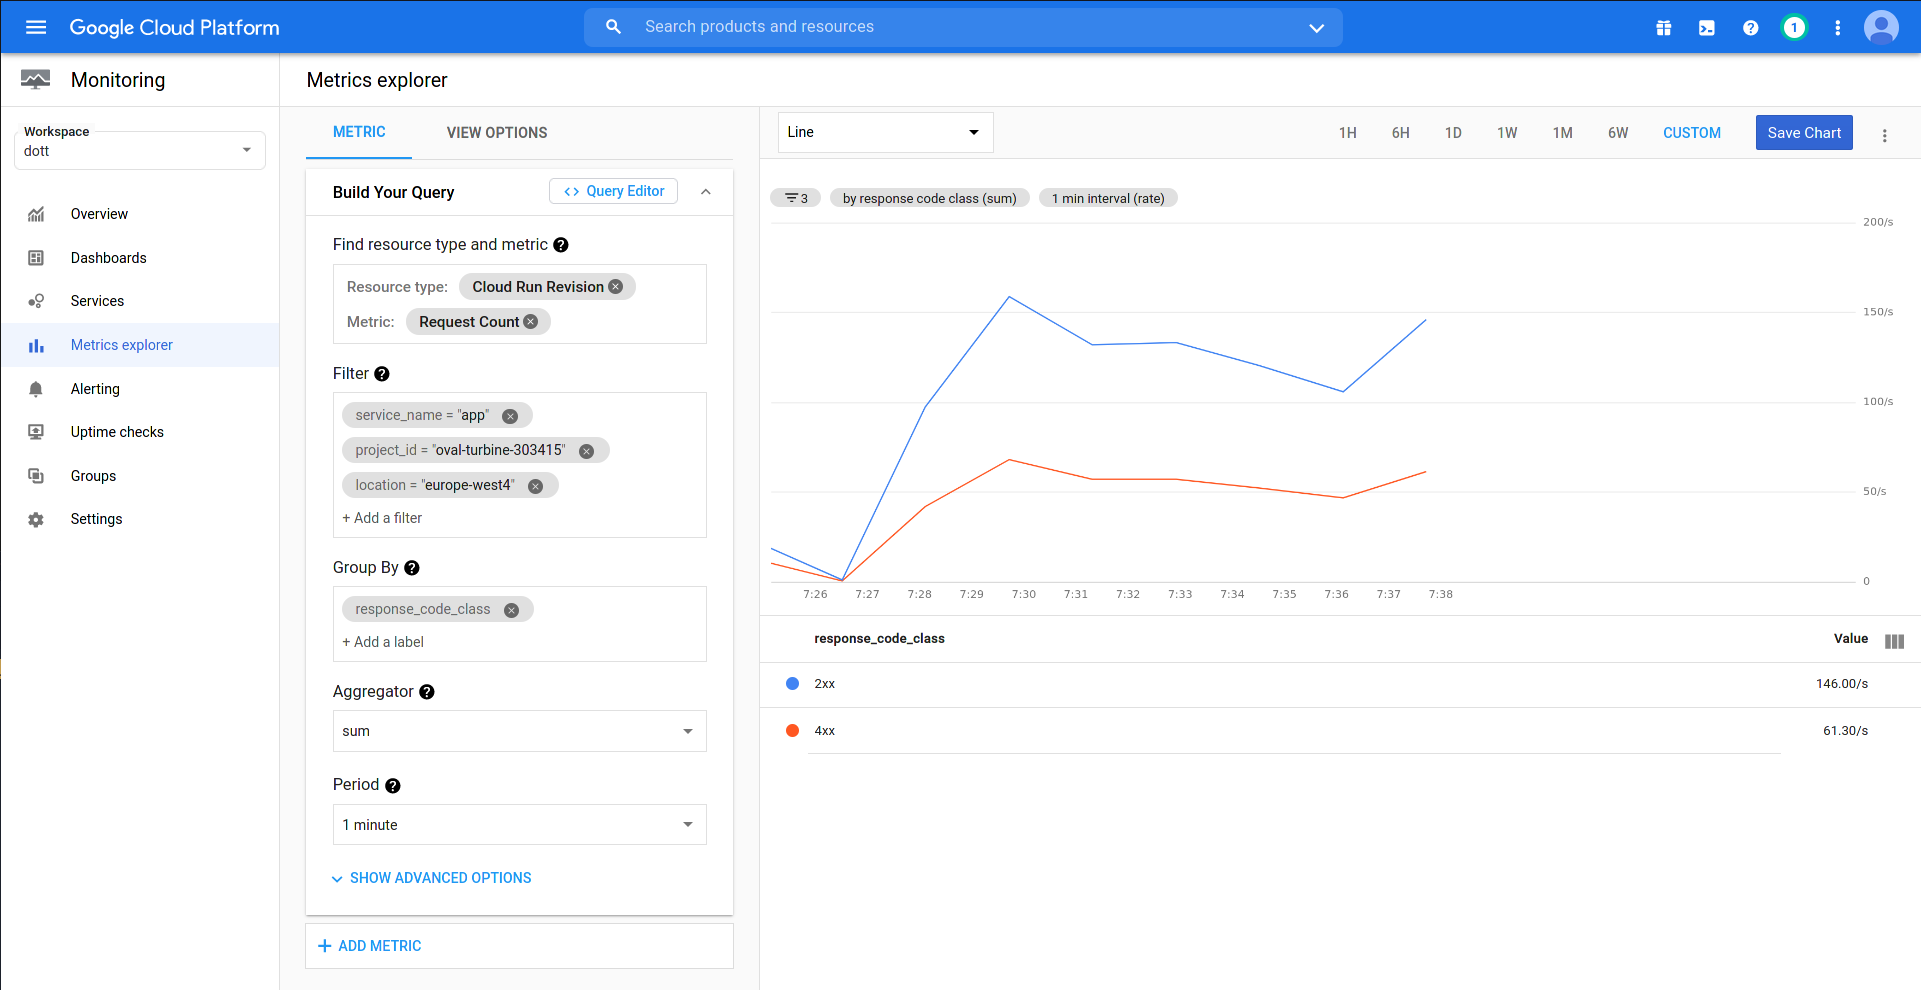 Google Cloud Platform
Search products and resources
1
Monitoring
Metrics explorer
Workspace
dott
Overview
Dashboards
Services
Metrics explorer
Alerting
Uptime checks
Groups
Settings
METRIC VIEW OPTIONS
Build Your Query
<> Query Editor
Find resource type and metric ?
Resource type: Cloud Run Revision
Metric: Request Count
Filter ?
service_name = "app"
project_id = "oval-turbine-303415"
location = "europe-west4"
+ Add a filter
Group By ?
response_code_class
+ Add a label
Aggregator ?
sum
Period ?
1 minute
SHOW ADVANCED OPTIONS
+ ADD METRIC
Line
1H 6H 1D 1W 1M 6W CUSTOM Save Chart
3 by response code class (sum) 1 min interval (rate)
200/s
150/s
100/s
50/s
0
7:26 7:27 7:28 7:29 7:30 7:31 7:32 7:33 7:34 7:35 7:36 7:37 7:38
response_code_class Value
2xx 146.00/s
4xx 61.30/s